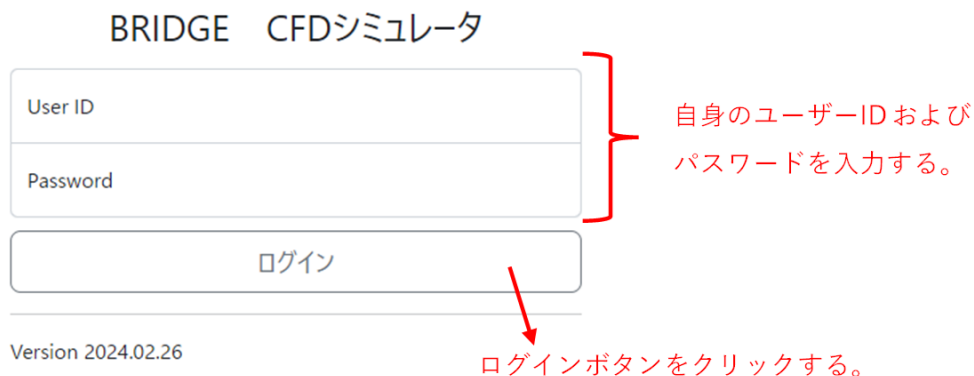 BRIDGE　CFDシミュレータ
User ID
Password
自身のユーザーIDおよび
パスワードを入力する。
ログイン
Version 2024.02.26
ログインボタンをクリックする。